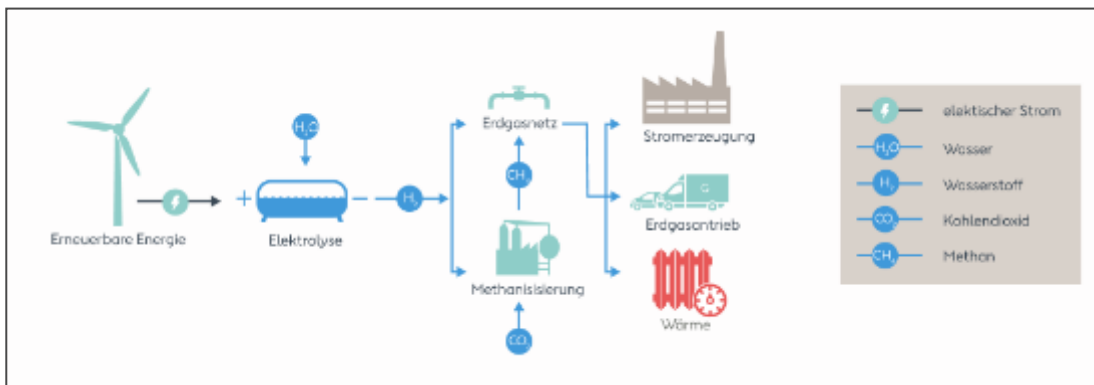 H₂O
Erdgasnetz
Stromerzeugung
elektischer Strom
H₂O Wasser
CH₄
H₂ Wasserstoff
+ – H₂
G
Erneuerbare Energie
Elektrolyse
Erdgasantrieb
CO₂ Kohlendioxid
CH₄ Methan
Methanisisierung
Wärme
CO₂